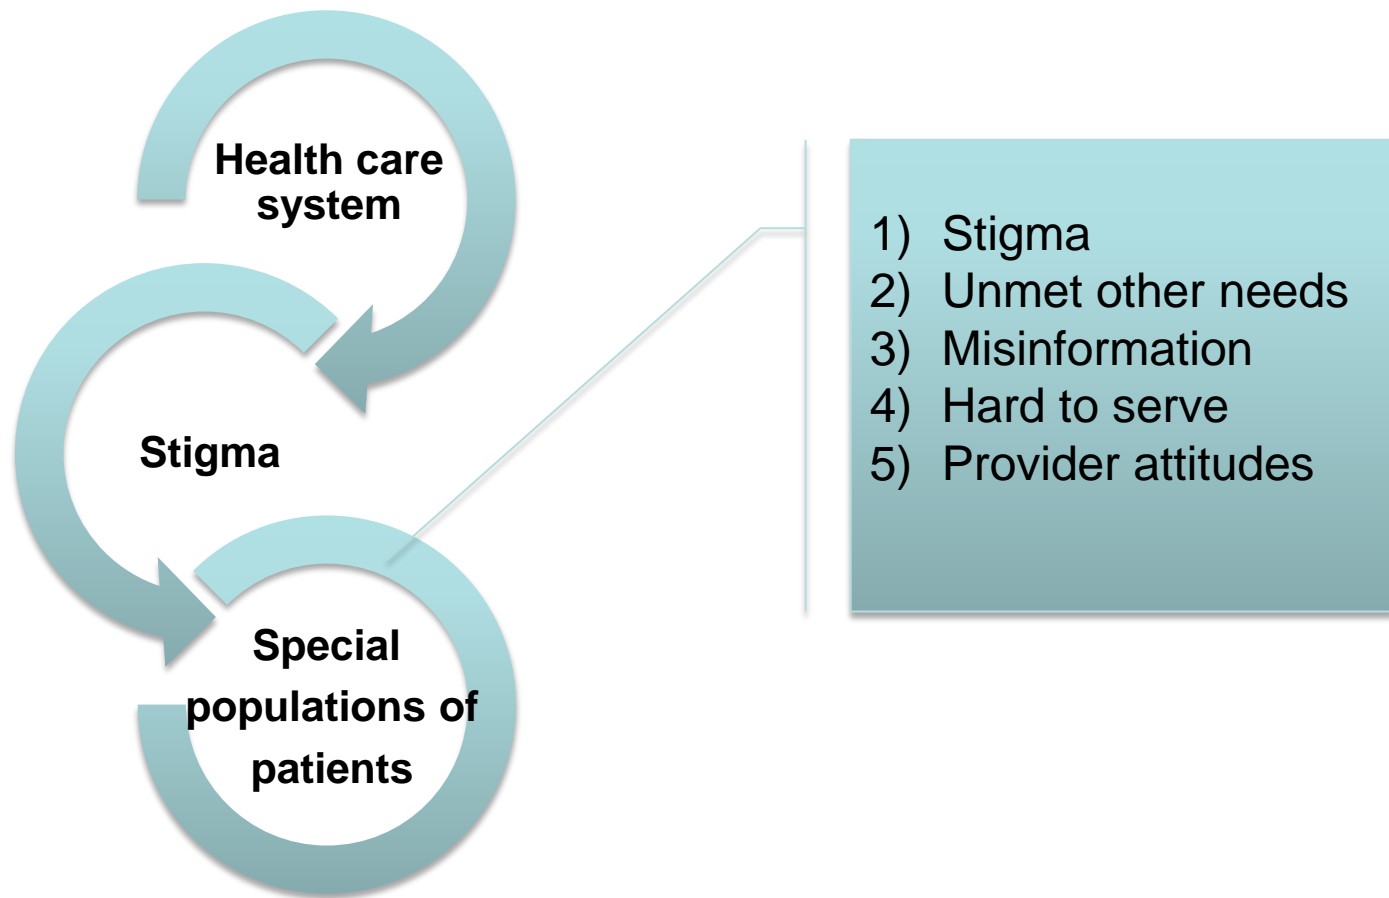 Health care
system
Stigma
Special
populations of
patients
1) Stigma
2) Unmet other needs
3) Misinformation
4) Hard to serve
5) Provider attitudes